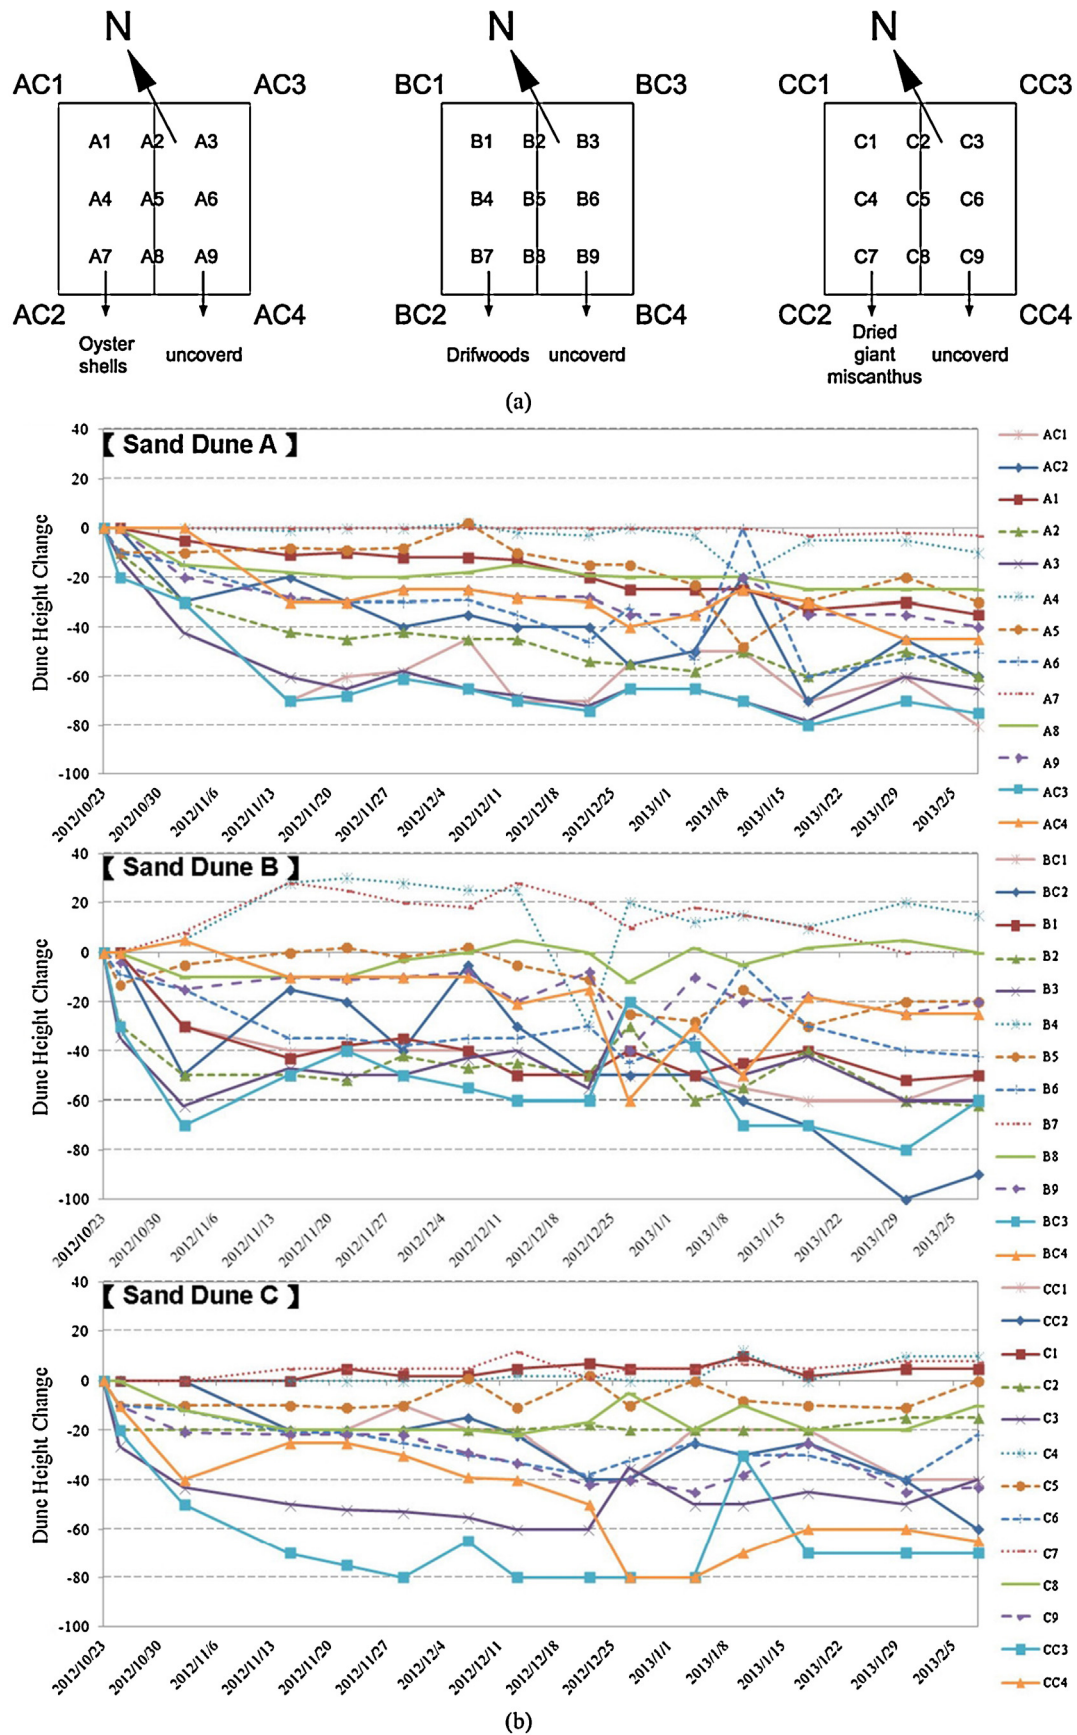 N N N
AC1 AC3 BC1 BC3 CC1 CC3
A1 A2 A3 B1 B2 B3 C1 C2 C3
A4 A5 A6 B4 B5 B6 C4 C5 C6
A7 A8 A9 B7 B8 B9 C7 C8 C9
AC2 AC4 BC2 BC4 CC2 CC4
Oyster shells uncoverd Drifwoods uncoverd Dried giant miscanthus uncoverd
(a)
【 Sand Dune A 】
Dune Height Change
40
20
0
-20
-40
-60
-80
-100
2012/10/23 2012/10/30 2012/11/6 2012/11/13 2012/11/20 2012/11/27 2012/12/4 2012/12/11 2012/12/18 2012/12/25 2013/1/1 2013/1/8 2013/1/15 2013/1/22 2013/1/29 2013/2/5
AC1
AC2
A1
A2
A3
A4
A5
A6
A7
A8
A9
AC3
AC4
【 Sand Dune B 】
Dune Height Change
40
20
0
-20
-40
-60
-80
-100
2012/10/23 2012/10/30 2012/11/6 2012/11/13 2012/11/20 2012/11/27 2012/12/4 2012/12/11 2012/12/18 2012/12/25 2013/1/1 2013/1/8 2013/1/15 2013/1/22 2013/1/29 2013/2/5
BC1
BC2
B1
B2
B3
B4
B5
B6
B7
B8
B9
BC3
BC4
【 Sand Dune C 】
Dune Height Change
40
20
0
-20
-40
-60
-80
-100
2012/10/23 2012/10/30 2012/11/6 2012/11/13 2012/11/20 2012/11/27 2012/12/4 2012/12/11 2012/12/18 2012/12/25 2013/1/1 2013/1/8 2013/1/15 2013/1/22 2013/1/29 2013/2/5
CC1
CC2
C1
C2
C3
C4
C5
C6
C7
C8
C9
CC3
CC4
(b)